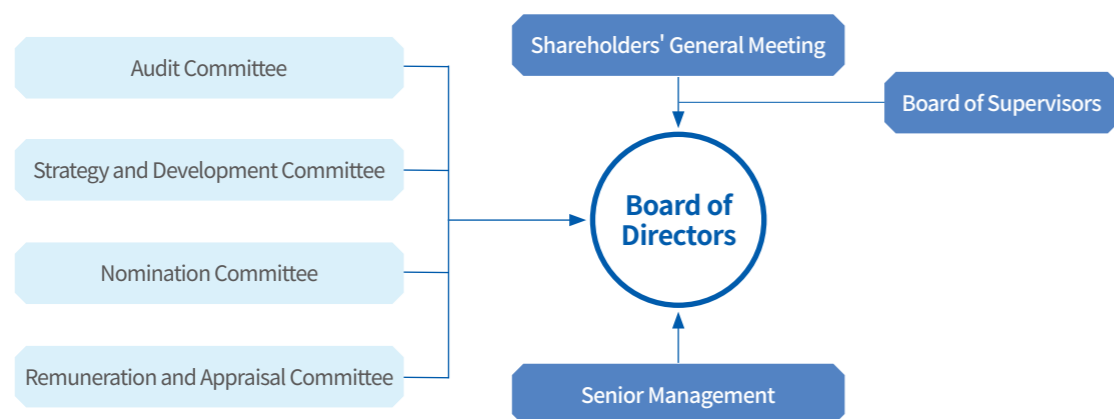 Audit Committee
Strategy and Development Committee
Nomination Committee
Remuneration and Appraisal Committee
Shareholders' General Meeting
Board of Supervisors
Board of
Directors
Senior Management